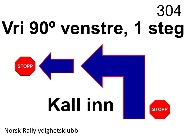 304
Vri 90º venstre, 1 steg
STOPP
Kall inn
STOPP
Norsk Rally lydighetsklubb